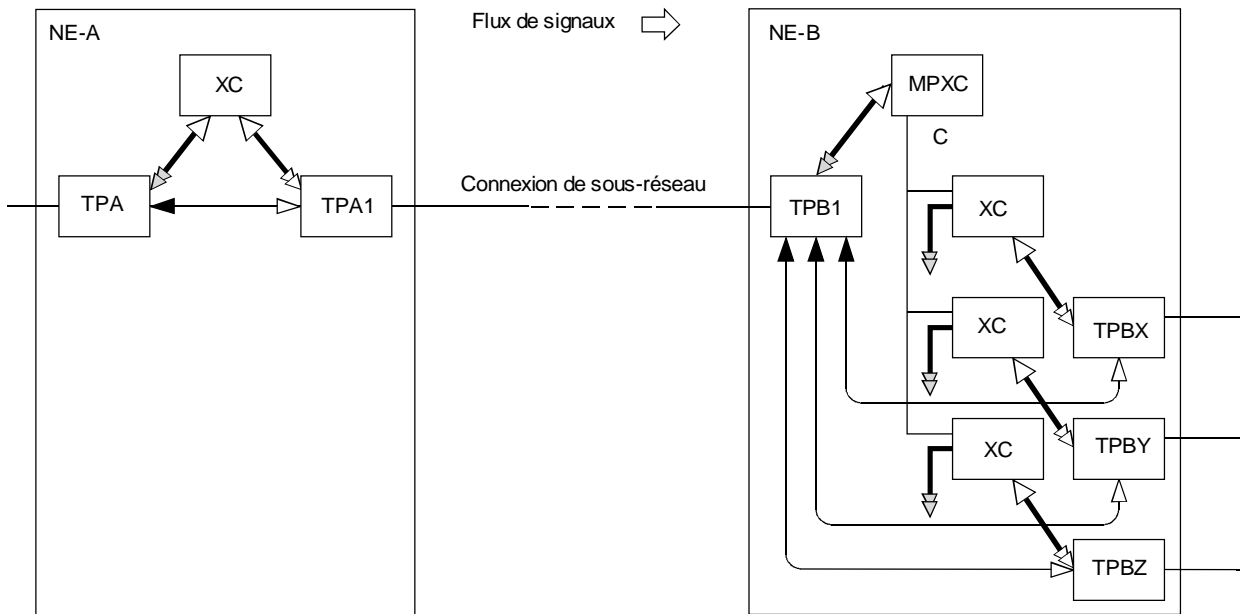 Flux de signaux
NE-A
NE-B
XC
MPXC
C
TPA
TPA1
Connexion de sous-réseau
TPB1
XC
XC
TPBX
XC
TPBY
TPBZ